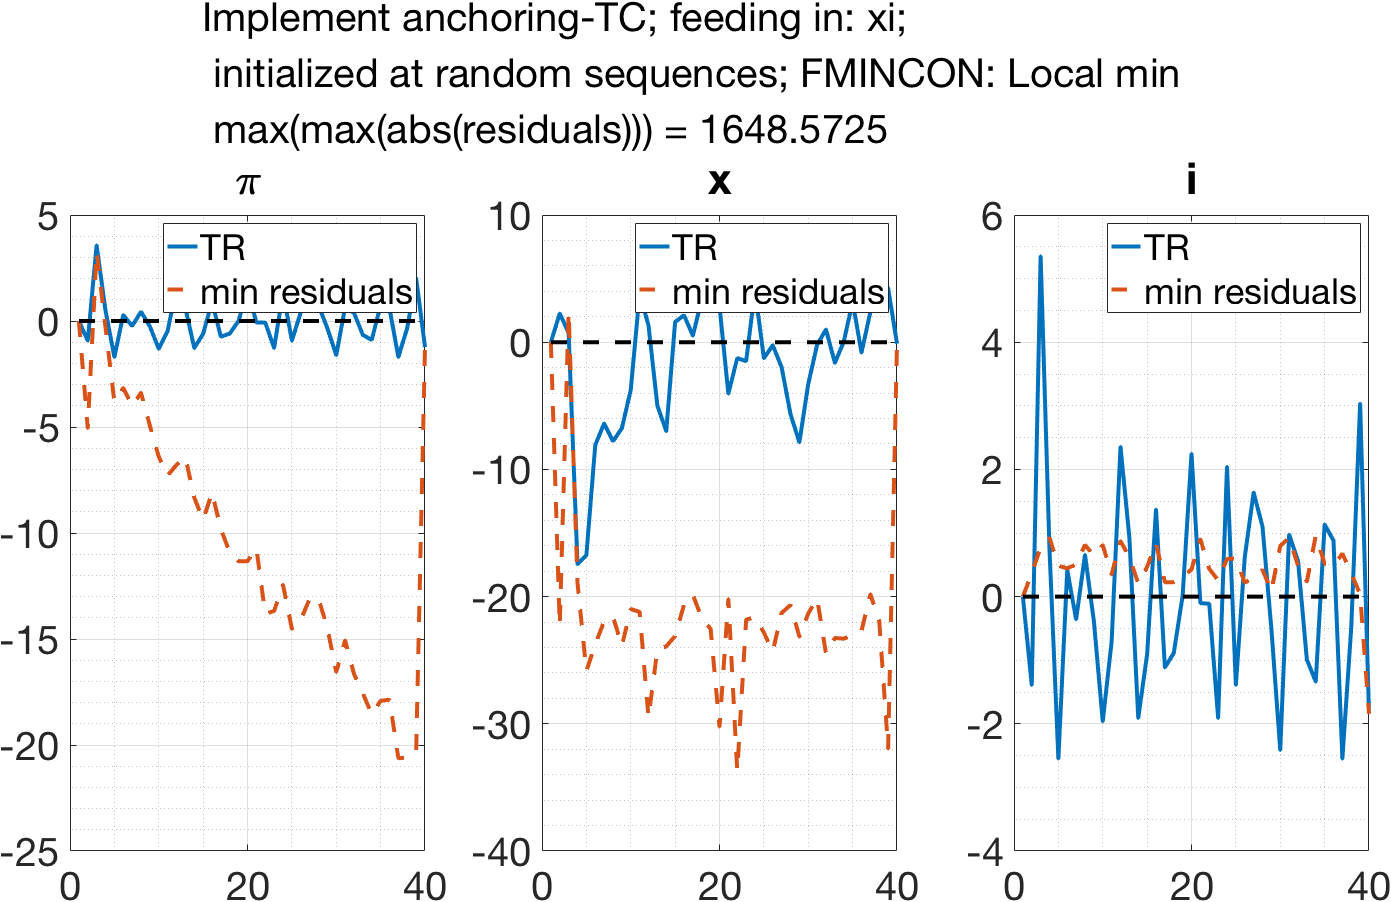 Implement anchoring-TC; feeding in: xi;
initialized at random sequences; FMINCON: Local min
max(max(abs(residuals))) = 1648.5725
π
x
i
TR
min residuals
TR
min residuals
TR
min residuals
5
0
-5
-10
-15
-20
-25
0
20
40
10
0
-10
-20
-30
-40
0
20
40
6
4
2
0
-2
-4
0
20
40